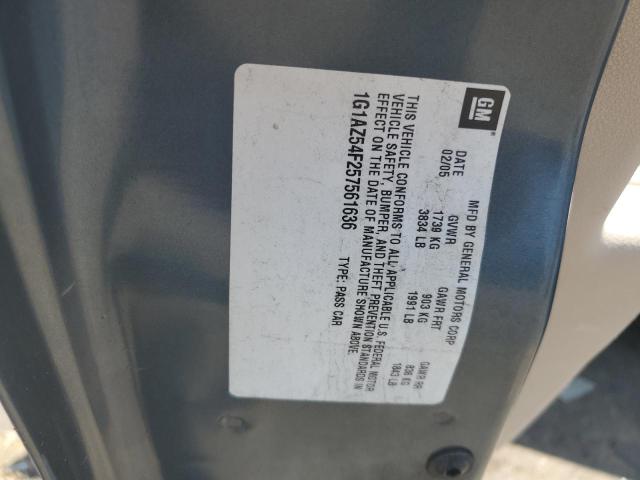 GM
MFD BY GENERAL MOTORS CORP
DATE GVWR GAWR FRT GAWR RR
02/05 1739 KG 903 KG 836 KG
3834 LB 1991 LB 1843 LB
THIS VEHICLE CONFORMS TO ALL APPLICABLE U.S. FEDERAL MOTOR
VEHICLE SAFETY, BUMPER, AND THEFT PREVENTION STANDARDS IN
EFFECT ON THE DATE OF MANUFACTURE SHOWN ABOVE.
1G1AZ54F257561636 TYPE: PASS CAR